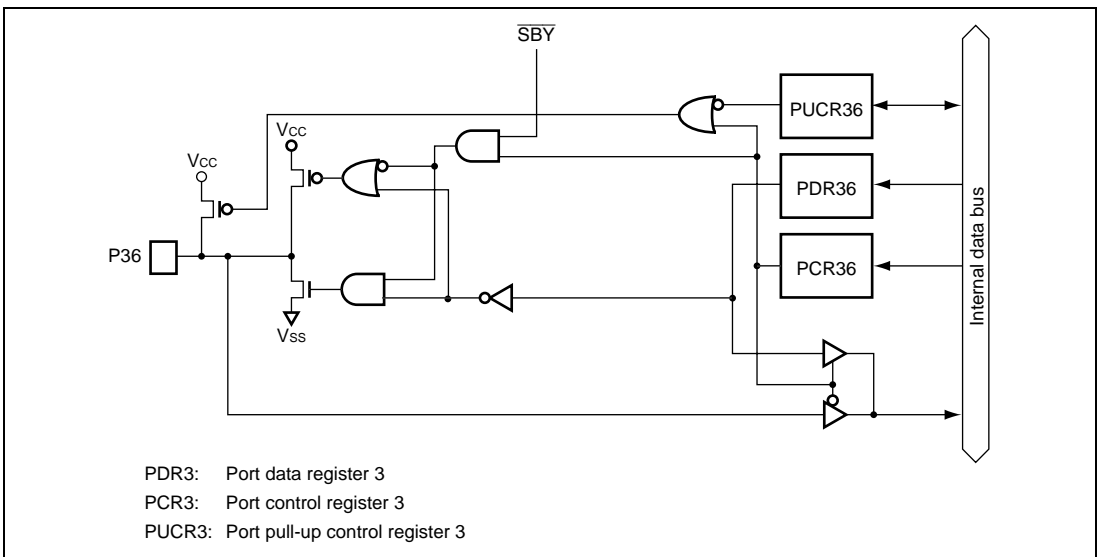 SBY
PUCR36
VCC
VCC
PDR36
P36
PCR36
Internal data bus
VSS
PDR3: Port data register 3
PCR3: Port control register 3
PUCR3: Port pull-up control register 3